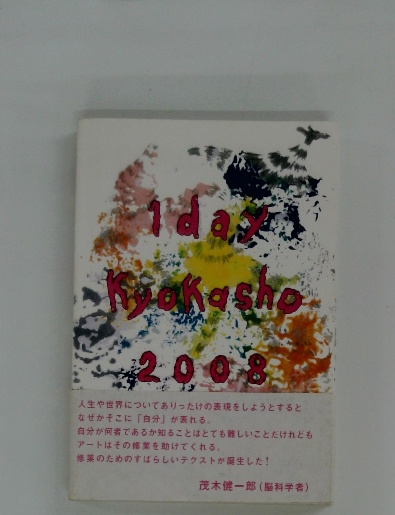 1day
Kyokasho
2008
人生や世界についてありったけの表現をしようとすると
なぜかそこに「自分」が表れる。
自分が何者であるか知ることはとても難しいことだけれども
アートはその修業を助けてくれる。
修業のためのすばらしいテクストが誕生した!
茂木健一郎(脳科学者)